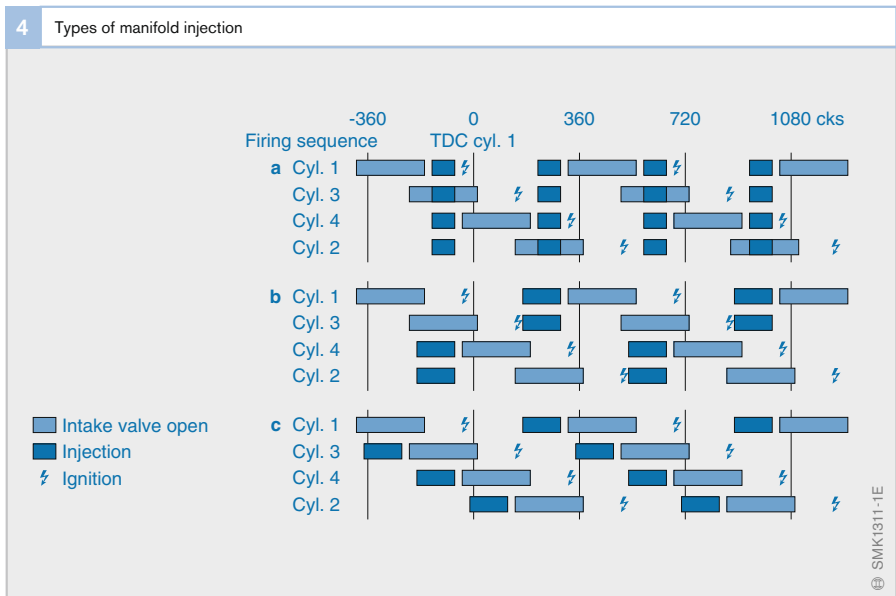 4 Types of manifold injection
-360 0 360 720 1080 cks
Firing sequence TDC cyl. 1
a Cyl. 1
Cyl. 3
Cyl. 4
Cyl. 2
b Cyl. 1
Cyl. 3
Cyl. 4
Cyl. 2
c Cyl. 1
Cyl. 3
Cyl. 4
Cyl. 2
Intake valve open
Injection
Ignition
SMK1311-1E